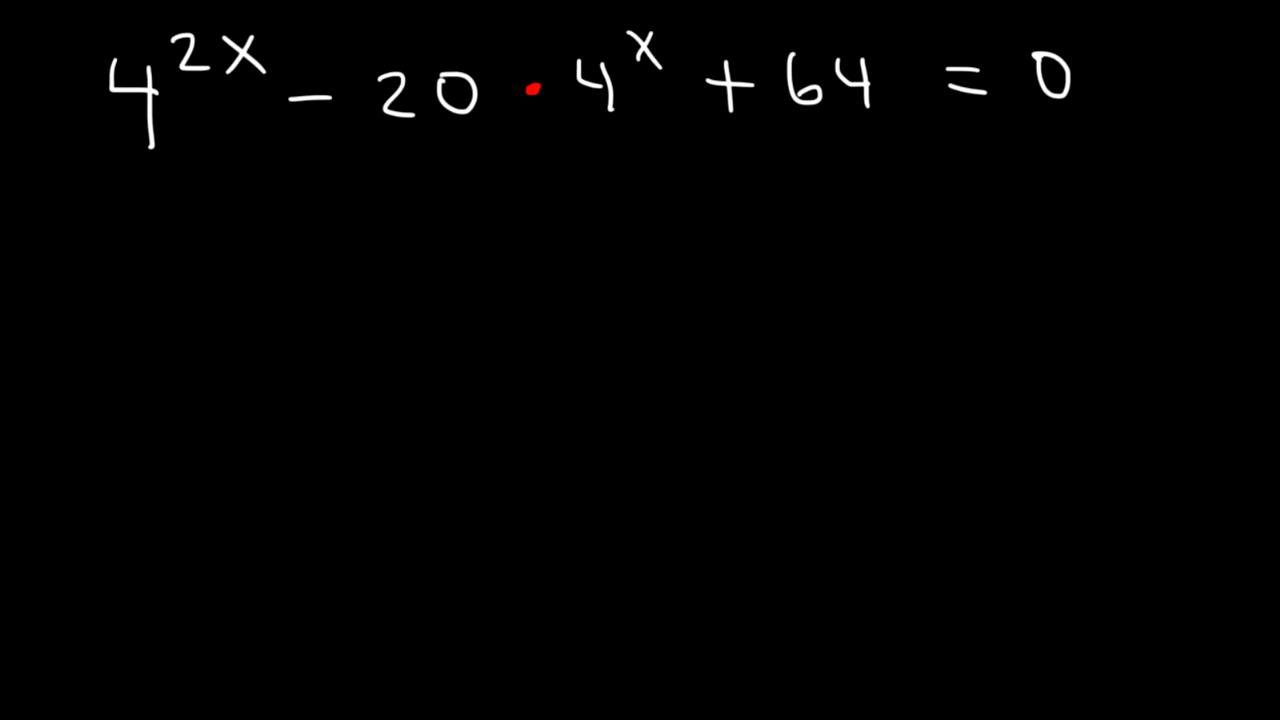 4^{2x} - 20 · 4^x + 64 = 0